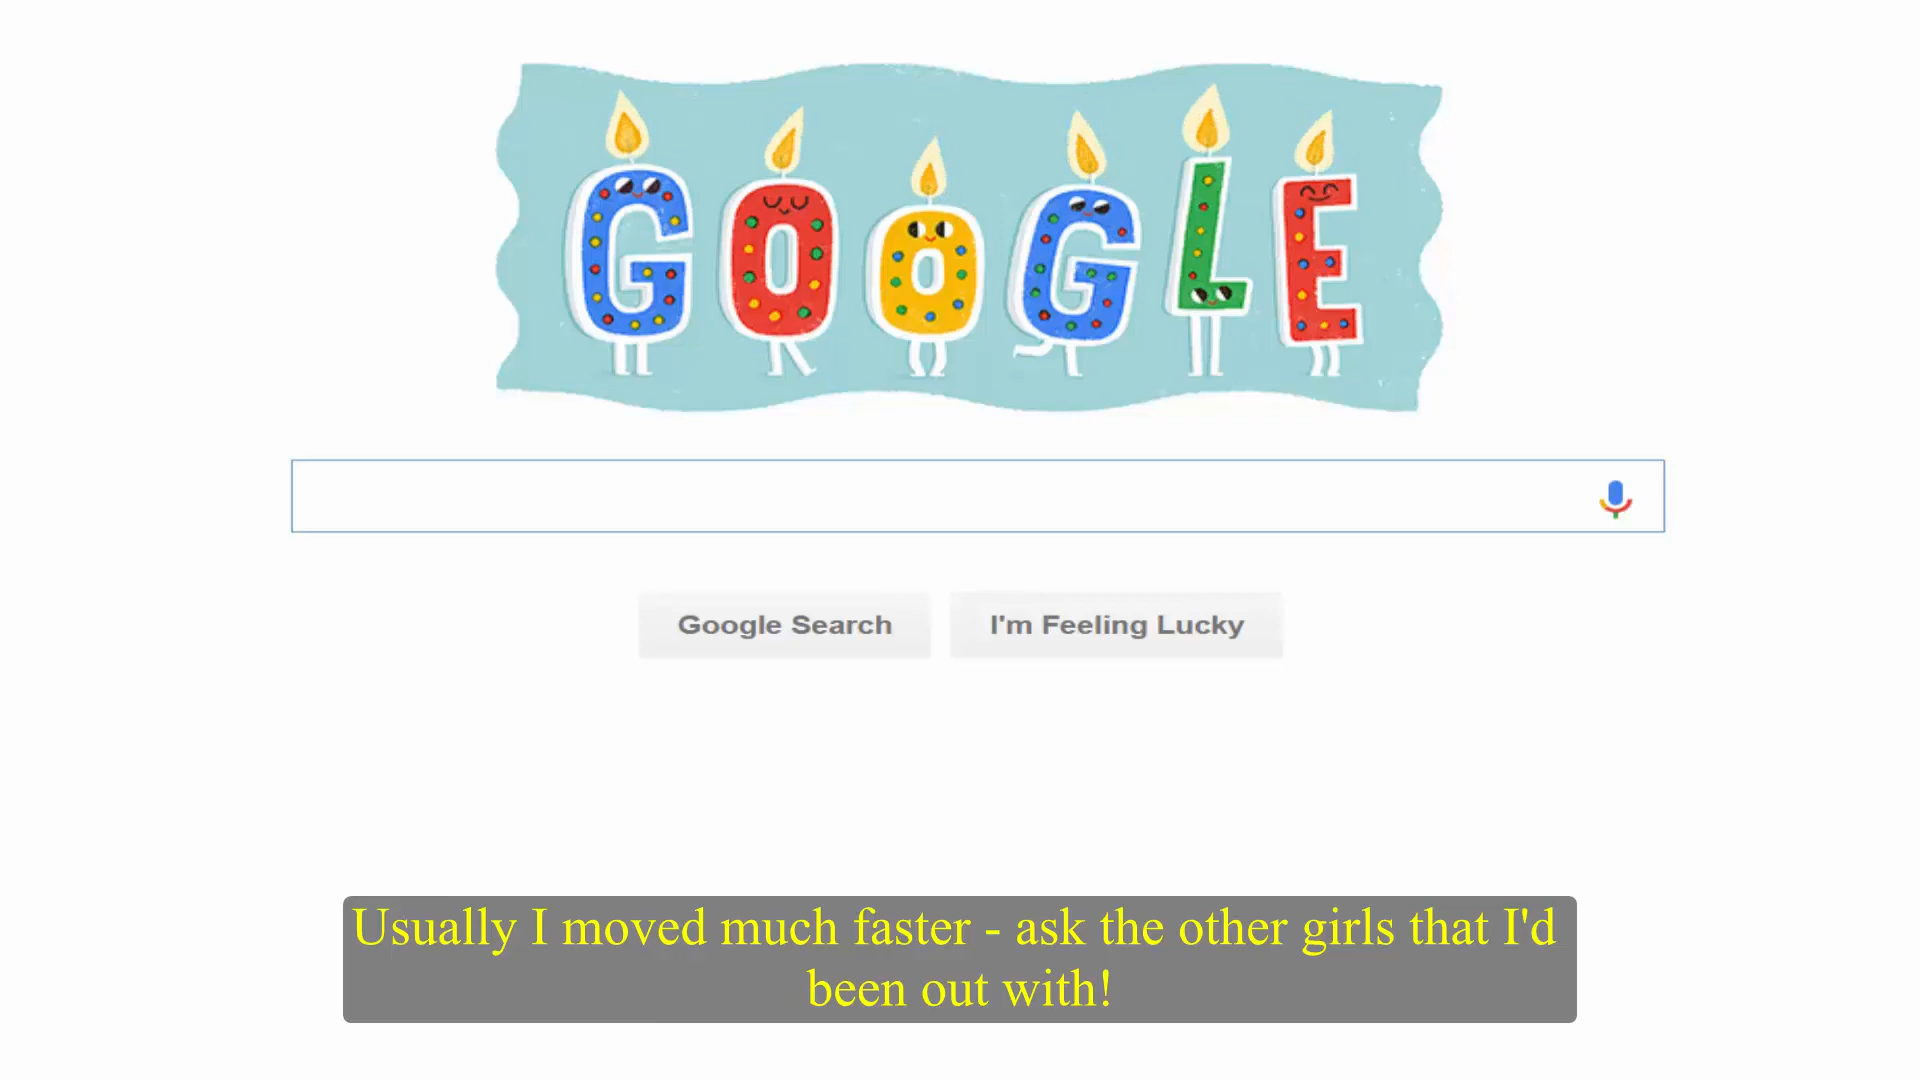 GOOGLE
Google Search
I'm Feeling Lucky
Usually I moved much faster - ask the other girls that I'd
been out with!